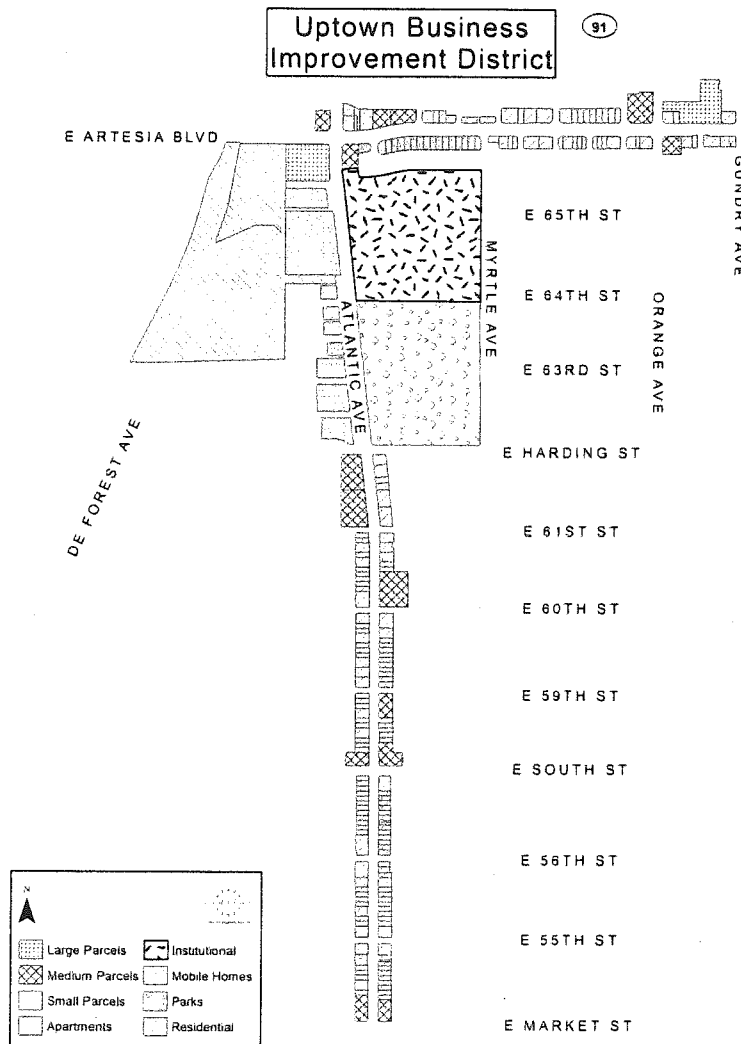 Uptown Business
Improvement District
91
E ARTESIA BLVD
GUNDRY AVE
E 65TH ST
MYRTLE AVE
E 64TH ST
ORANGE AVE
ATLANTIC AVE
E 63RD ST
E HARDING ST
DE FOREST AVE
E 61ST ST
E 60TH ST
E 59TH ST
E SOUTH ST
E 56TH ST
E 55TH ST
E MARKET ST
N
Large Parcels
Institutional
Medium Parcels
Mobile Homes
Small Parcels
Parks
Apartments
Residential